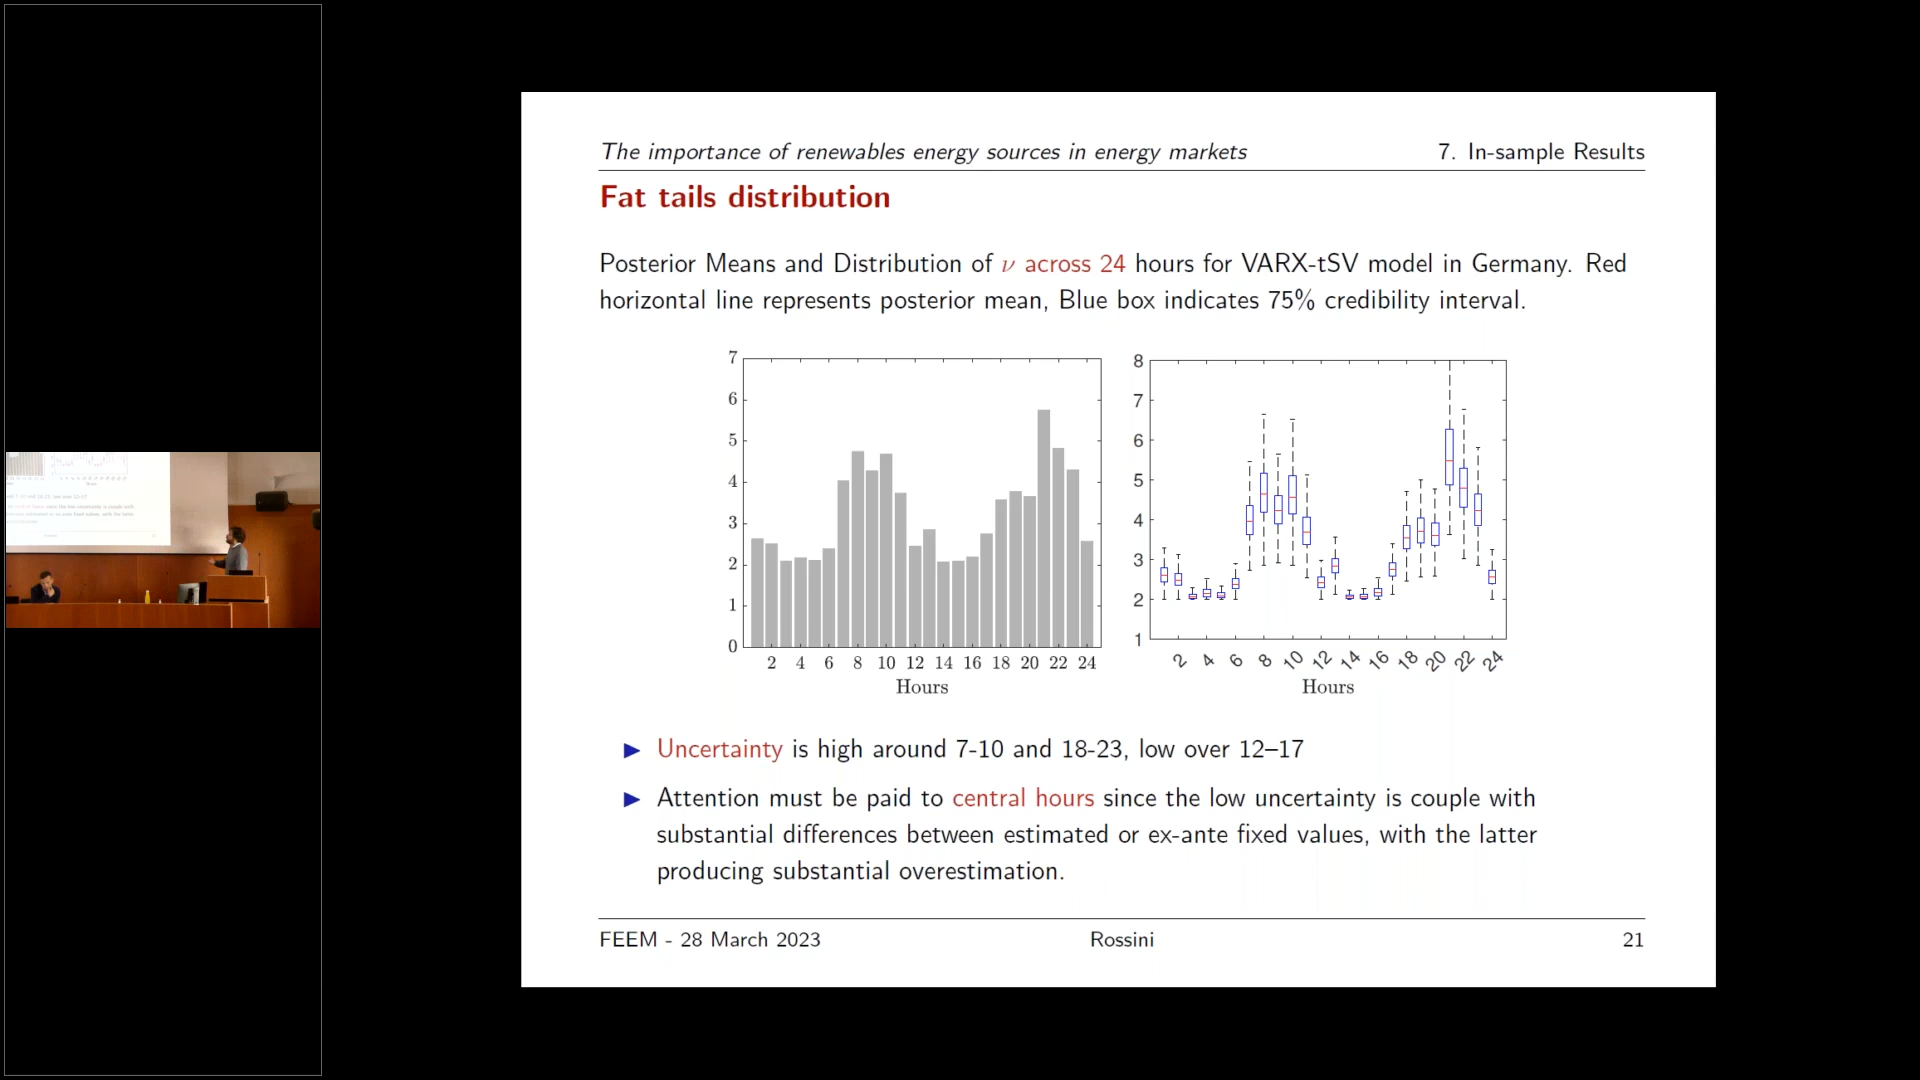 The importance of renewables energy sources in energy markets 7. In-sample Results
Fat tails distribution
Posterior Means and Distribution of ν across 24 hours for VARX-tSV model in Germany. Red
horizontal line represents posterior mean, Blue box indicates 75% credibility interval.
7
6
5
4
3
2
1
0
2 4 6 8 10 12 14 16 18 20 22 24
Hours
8
7
6
5
4
3
2
1
2 4 6 8 10 12 14 16 18 20 22 24
Hours
▶ Uncertainty is high around 7-10 and 18-23, low over 12–17
▶ Attention must be paid to central hours since the low uncertainty is couple with
substantial differences between estimated or ex-ante fixed values, with the latter
producing substantial overestimation.
FEEM - 28 March 2023 Rossini 21